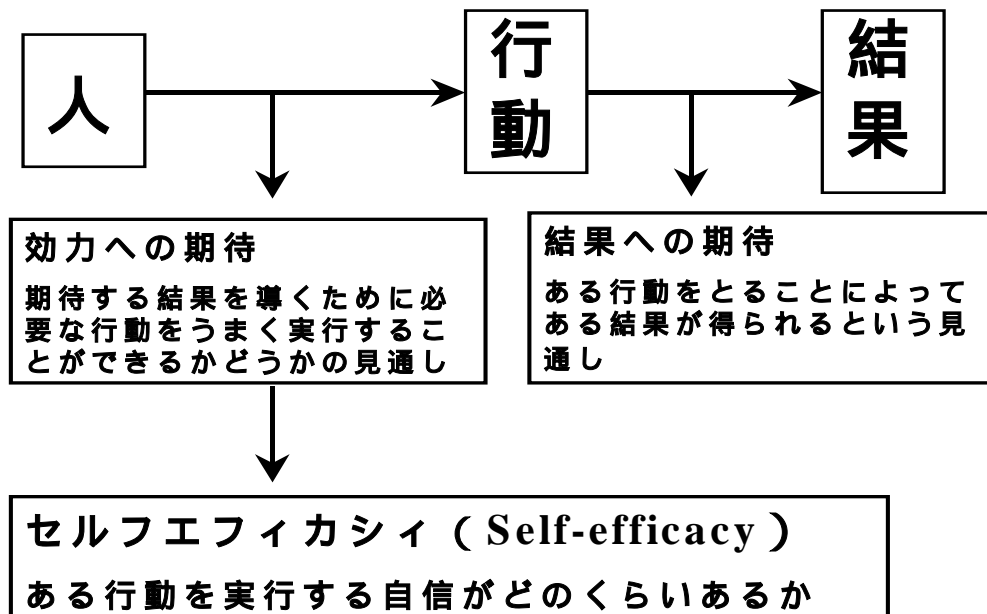 人
行
動
結
果
効力への期待
期待する結果を導くために必
要な行動をうまく実行するこ
とができるかどうかの見通し
結果への期待
ある行動をとることによって
ある結果が得られるという見
通し
セルフエフィカシィ（Self-efficacy）
ある行動を実行する自信がどのくらいあるか